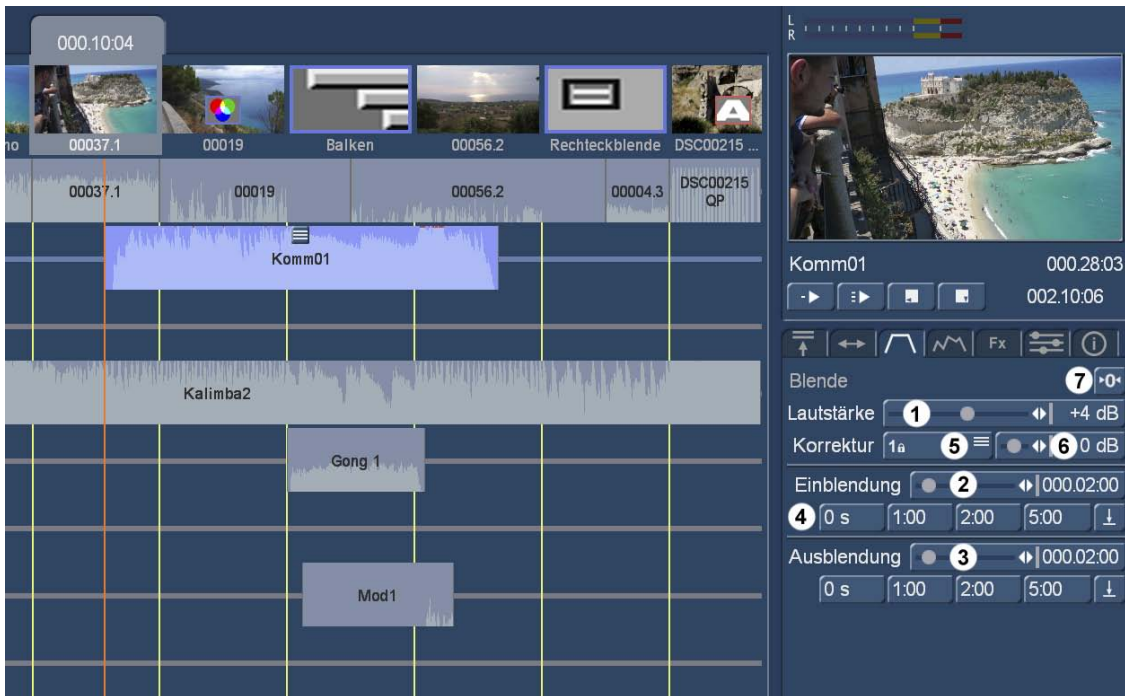 000.10:04
no 00037.1 00019 Balken 00056.2 Rechteckblende DSC00215 ...
00037.1 00019 00056.2 00004.3 DSC00215
QP
Komm01
Kalimba2
Gong 1
Mod1
L
R
Komm01 000.28:03
002.10:06
Fx
Blende 7 0
Lautstärke 1 +4 dB
Korrektur 1 5 6 0 dB
Einblendung 2 000.02:00
4 0 s 1:00 2:00 5:00
Ausblendung 3 000.02:00
0 s 1:00 2:00 5:00